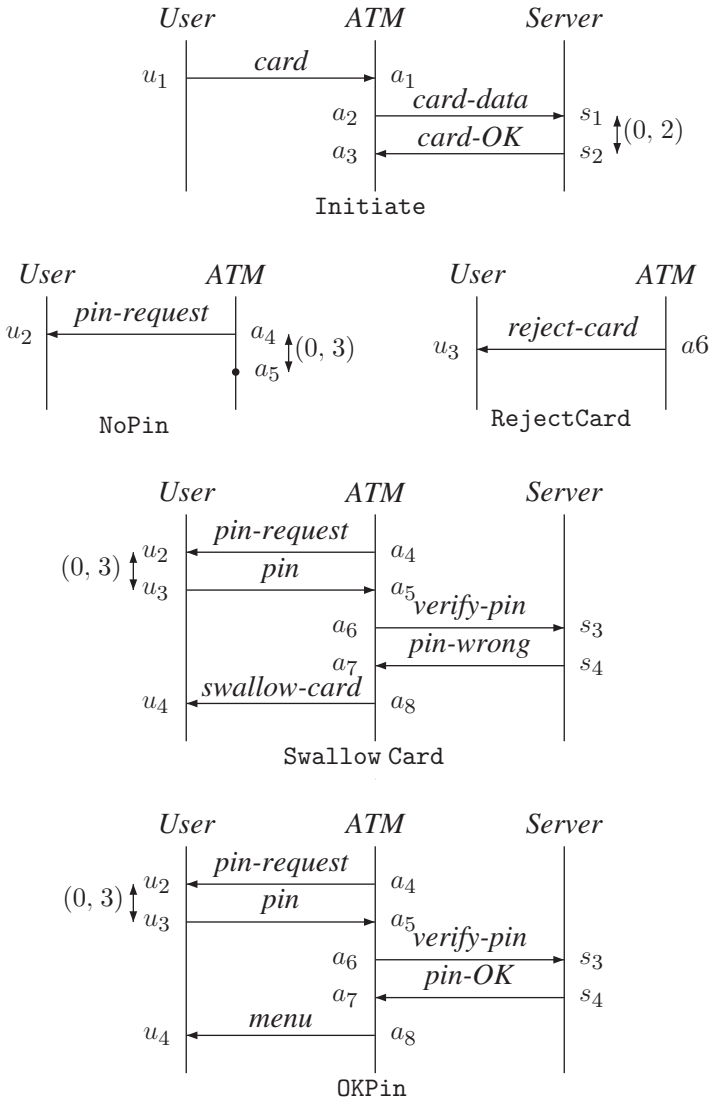 User ATM Server
u1 card a1
a2 card-data s1
(0, 2)
a3 card-OK s2
Initiate
User ATM
u2 pin-request a4
(0, 3)
a5
NoPin
User ATM
u3 reject-card a6
RejectCard
User ATM Server
u2 pin-request a4
(0, 3)
u3 pin a5
a6 verify-pin s3
a7 pin-wrong s4
u4 swallow-card a8
Swallow Card
User ATM Server
u2 pin-request a4
(0, 3)
u3 pin a5
a6 verify-pin s3
a7 pin-OK s4
u4 menu a8
OKPin